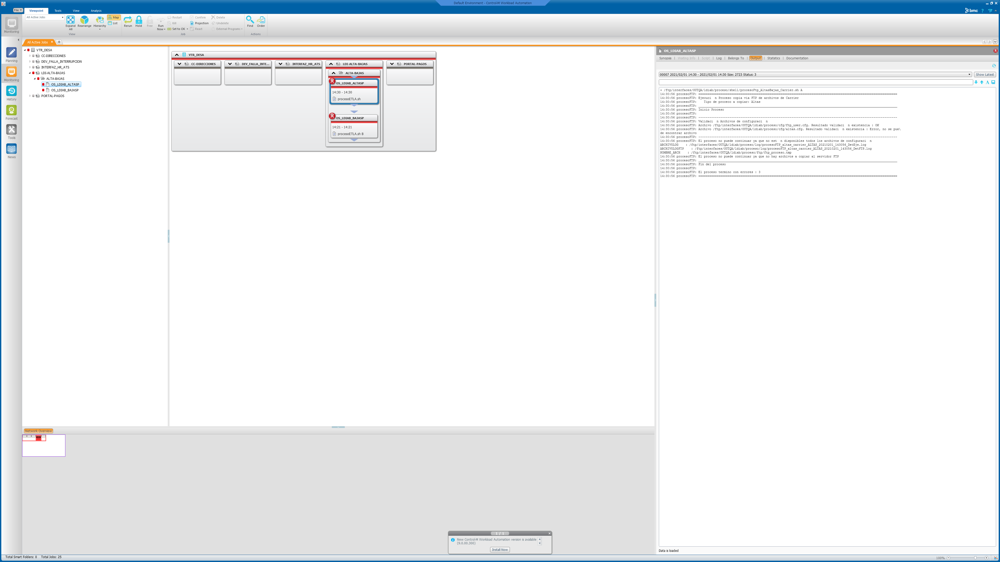 Default Environment - Control-M Workload Automation
File
Viewpoint
Tools
View
Analysis
bmc
?
Monitoring
All Active Jobs
Expand All
Rearrange
Hierarchy
Map
List
View
Rerun
Hold
Free
Run Now
Restart
Kill
Set to OK
Confirm
Projection
React
Delete
Undelete
External Programs
Job
Find
Order
Actions
All Active Jobs
Planning
Monitoring
History
Forecast
Tools
News
VTR_DESA
CC-DIRECCIONES
DEV_FALLA_INTERRUPCION
INTERFAZ_HR_ATS
LDI-ALTA-BAJAS
ALTA-BAJAS
OS_LDIAB_ALTASP
OS_LDIAB_BAJASP
PORTAL-PAGOS
VTR_DESA
CC-DIRECCIONES
DEV_FALLA_INTE...
INTERFAZ_HR_ATS
LDI-ALTA-BAJAS
PORTAL-PAGOS
ALTA-BAJAS
OS_LDIAB_ALTASP
14:30 - 14:30
procesoETLA.sh
OS_LDIAB_BAJASP
14:21 - 14:21
procesoETLA.sh B
OS_LDIAB_ALTASP
Synopsis | Waiting Info | Script | Log | Belongs To | Output | Statistics | Documentation
00007 2021/02/01 14:30 - 2021/02/01 14:30 Size: 2723 Status: 3
Show Latest
+ /ftp/interfaces/OUTQA/ldiab/proceso/shell/procesoFtp_AltasBajas_Carrier.sh A
14:30:56 procesoFTP: =============================================================================================================
14:30:56 procesoFTP: Ejecuci  n Proceso copia via FTP de archivos de Carrier
14:30:56 procesoFTP:    Tipo de proceco a copiar: Altas
14:30:56 procesoFTP: _____________________________________________________________________________________________________________
14:30:56 procesoFTP: Inicio Proceso
14:30:56 procesoFTP:
14:30:56 procesoFTP: -------------------------------------------------------------------------------------------------------------
14:30:56 procesoFTP: Validaci  n Archivos de configuraci  n
14:30:56 procesoFTP: Archivo /ftp/interfaces/OUTQA/ldiab/proceso/cfg/ftp_user.cfg. Resultado validaci  n existencia : OK
14:30:56 procesoFTP: Archivo /ftp/interfaces/OUTQA/ldiab/proceso/cfg/altas.cfg. Resultado validaci  n existencia : Error, no se pue\
de encontrar archivo
14:30:56 procesoFTP: -------------------------------------------------------------------------------------------------------------
14:30:56 procesoFTP: El proceso no puede continuar ya que no est  n disponibles todos los archivos de configuraci  n
ARCHIVOLOG    : /ftp/interfaces/OUTQA/ldiab/proceso/log/procesoFTP_altas_carrier_ALTAS_20210201_143056_DetEje.log
ARCHIVOLOGFTP    : /ftp/interfaces/OUTQA/ldiab/proceso/log/procesoFTP_altas_carrier_ALTAS_20210201_143056_DetFTP.log
NOMBRE_ARCH    : /ftp/interfaces/OUTQA/ldiab/proceso/ftp/ftp_proceso.tmp
14:30:56 procesoFTP: El proceso no puede continuar ya que no hay archivos a copiar al servidor FTP
14:30:56 procesoFTP: _____________________________________________________________________________________________________________
14:30:56 procesoFTP: Fin del proceso
14:30:56 procesoFTP:
14:30:56 procesoFTP: El proceso termino con errores : 3
14:30:56 procesoFTP: =============================================================================================================
Data is loaded
Network Overview
1 / 1
New Control-M Workload Automation version is available
(9.0.00.300)
Install Now
Total Smart Folders: 0    Total Jobs: 25
100%